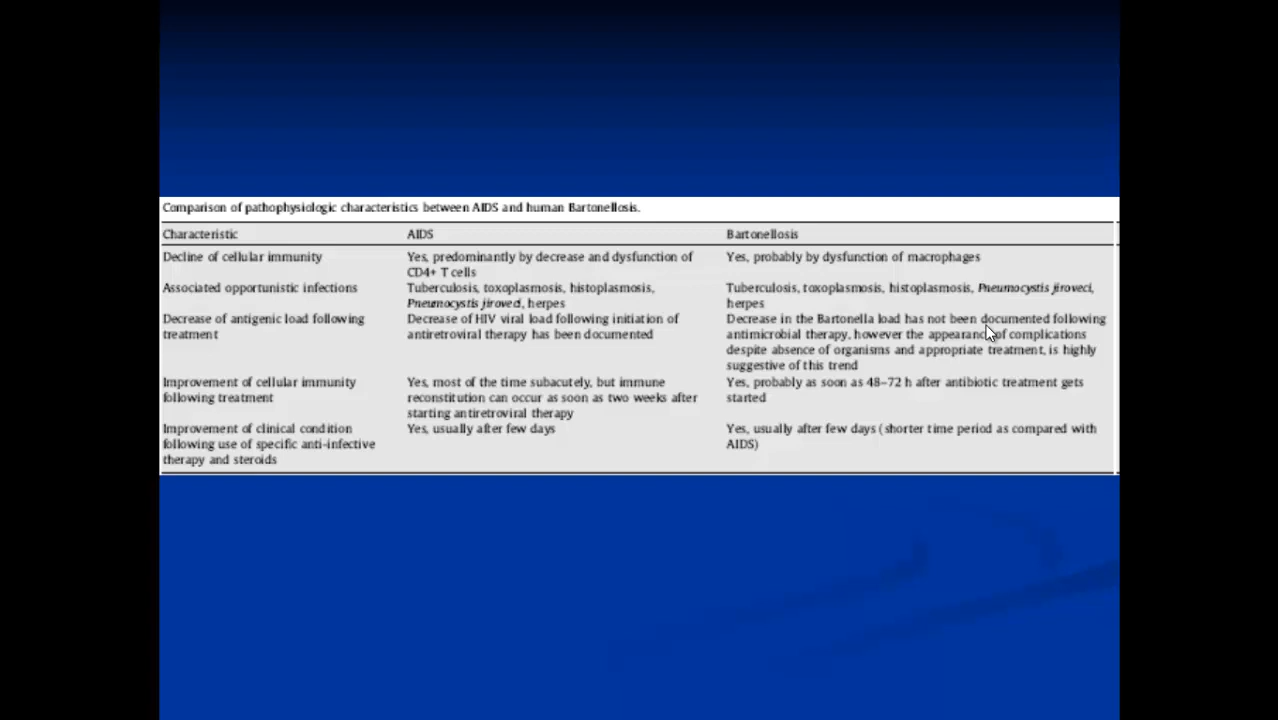 Comparison of pathophysiologic characteristics between AIDS and human Bartonellosis.
Characteristic AIDS Bartonellosis
Decline of cellular immunity Yes, predominantly by decrease and dysfunction of Yes, probably by dysfunction of macrophages
CD4+ T cells
Associated opportunistic infections Tuberculosis, toxoplasmosis, histoplasmosis, Tuberculosis, toxoplasmosis, histoplasmosis, Pneumocystis jiroveci,
Pneumocystis jiroveci, herpes herpes
Decrease of antigenic load following Decrease of HIV viral load following initiation of Decrease in the Bartonella load has not been documented following
treatment antiretroviral therapy has been documented antimicrobial therapy, however the appearance of complications
despite absence of organisms and appropriate treatment, is highly
suggestive of this trend
Improvement of cellular immunity Yes, most of the time subacutely, but immune Yes, probably as soon as 48–72 h after antibiotic treatment gets
following treatment reconstitution can occur as soon as two weeks after started
starting antiretroviral therapy
Improvement of clinical condition Yes, usually after few days Yes, usually after few days (shorter time period as compared with
following use of specific anti-infective AIDS)
therapy and steroids